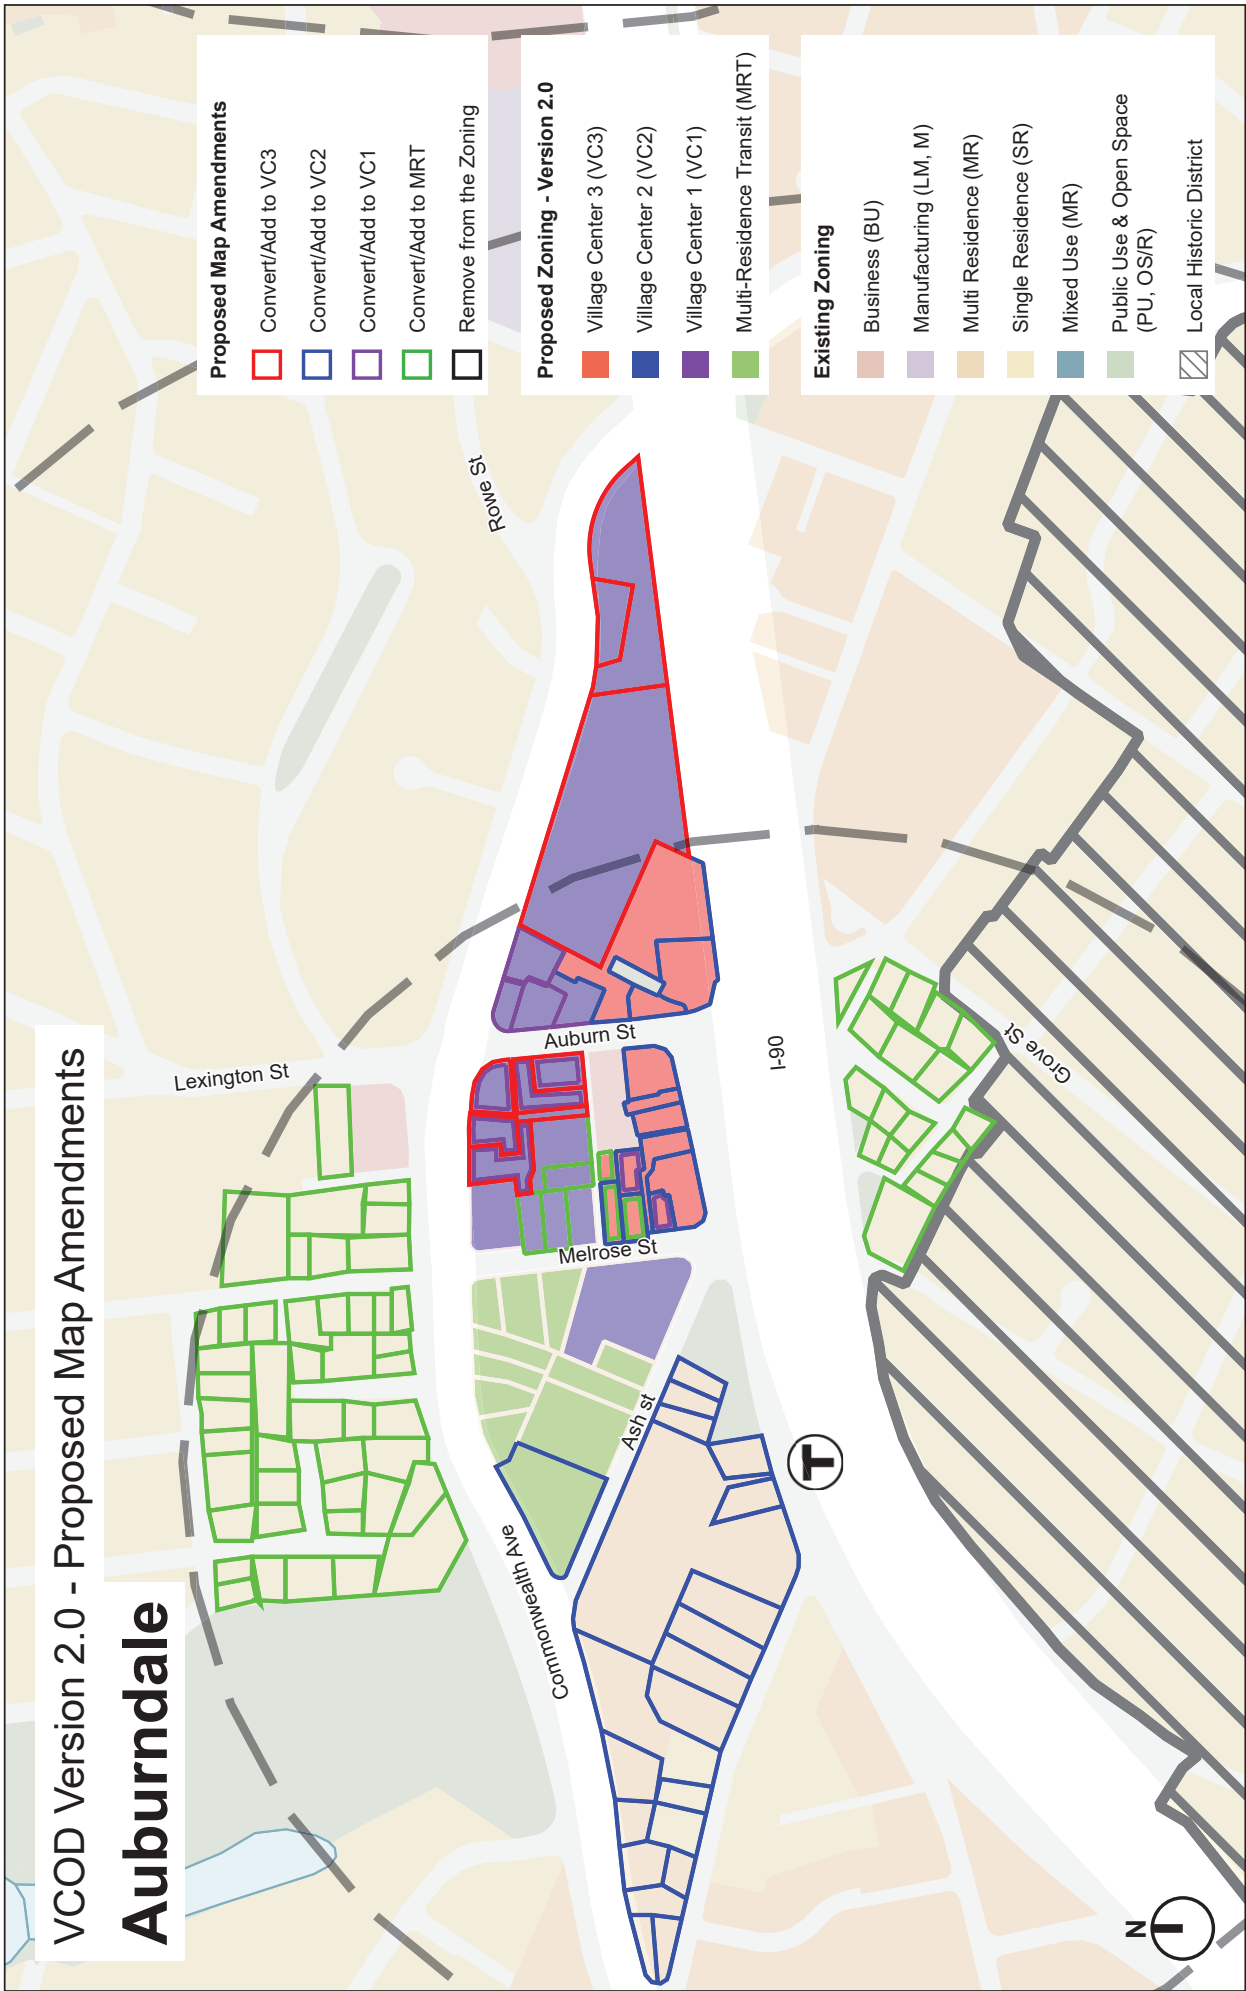 VCOD Version 2.0 - Proposed Map Amendments
Auburndale
Proposed Map Amendments
Convert/Add to VC3
Convert/Add to VC2
Convert/Add to VC1
Convert/Add to MRT
Remove from the Zoning
Proposed Zoning - Version 2.0
Village Center 3 (VC3)
Village Center 2 (VC2)
Village Center 1 (VC1)
Multi-Residence Transit (MRT)
Existing Zoning
Business (BU)
Manufacturing (LM, M)
Multi Residence (MR)
Single Residence (SR)
Mixed Use (MR)
Public Use & Open Space
(PU, OS/R)
Local Historic District
Lexington St
Rowe St
Auburn St
Melrose St
Commonwealth Ave
Ash st
I-90
Grove St
T
N